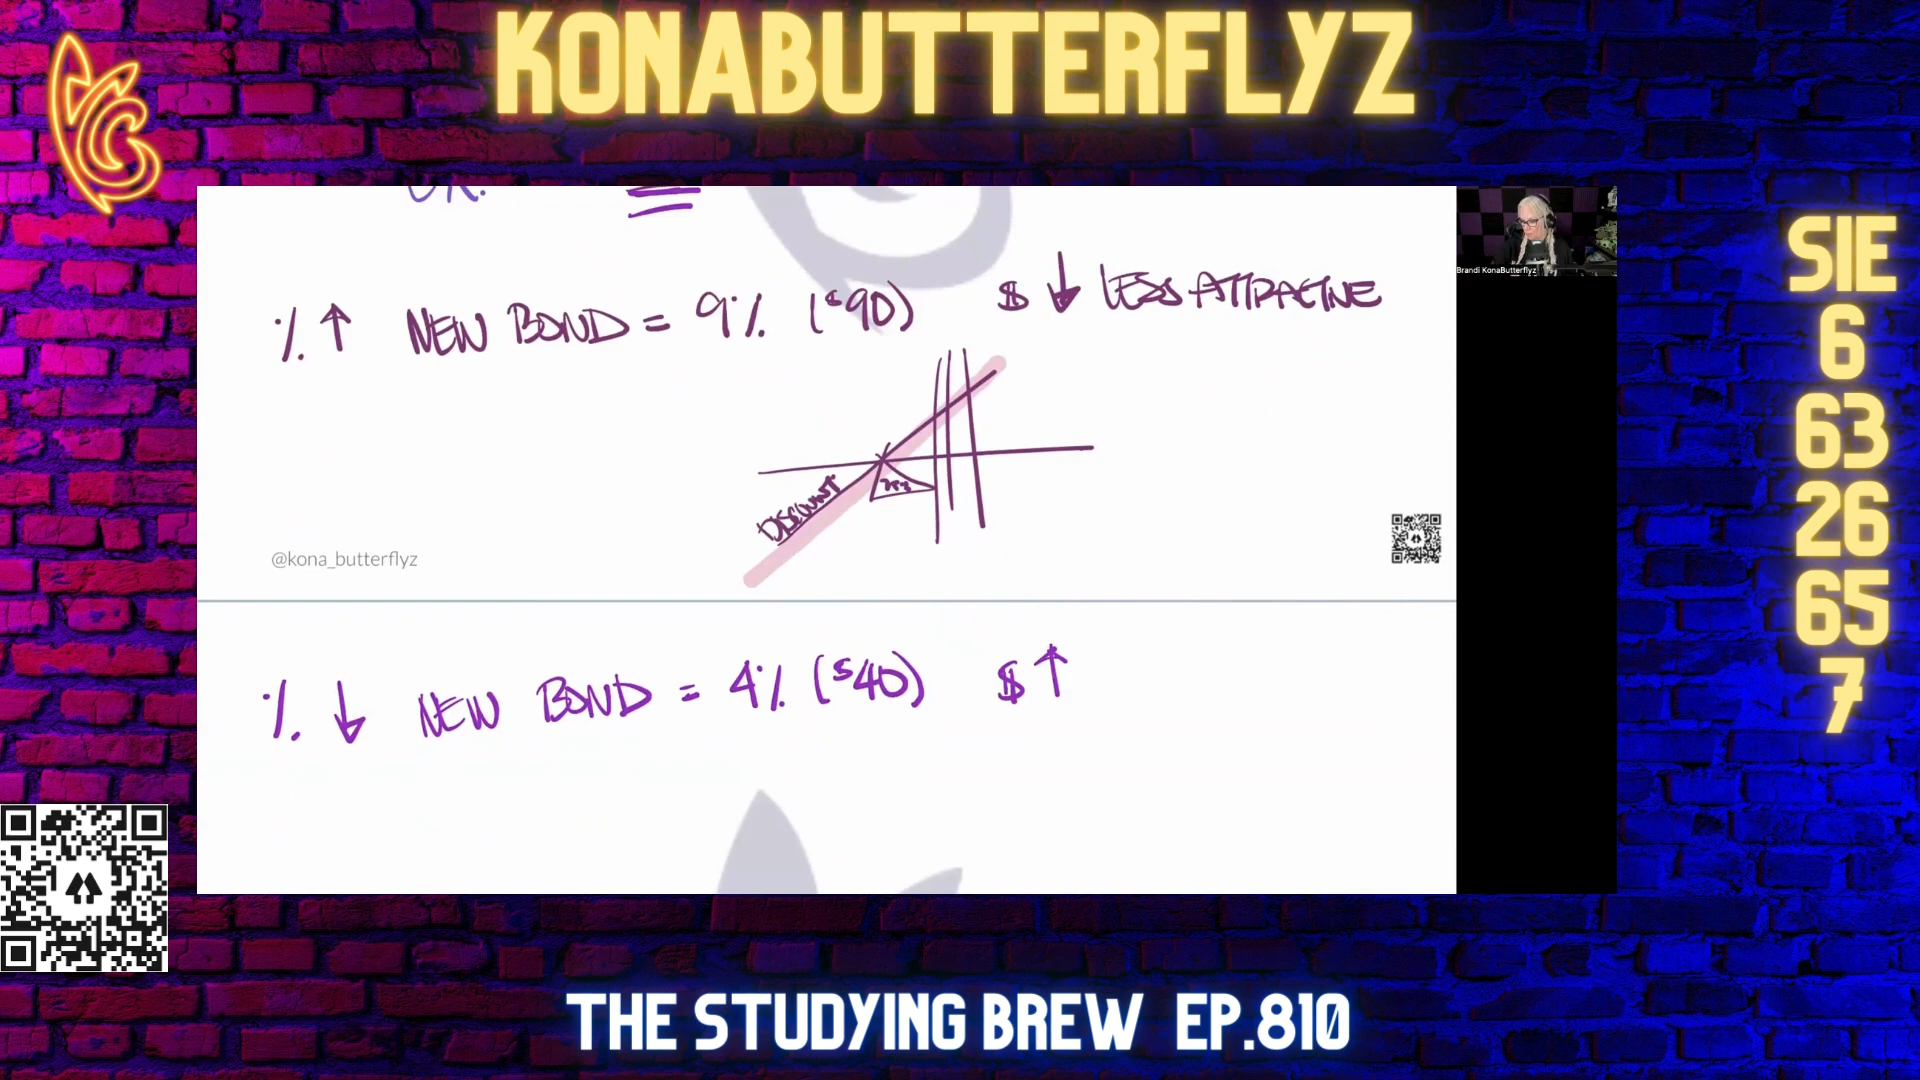 KONABUTTERFLYZ
% ↑ NEW BOND = 9% ($90) $ ↓ LESS ATTRACTIVE
DISCOUNT
@kona_butterflyz
% ↓ NEW BOND = 4% ($40) $ ↑
Brandi KonaButterflyz
SIE
6
63
26
65
7
THE STUDYING BREW EP.810